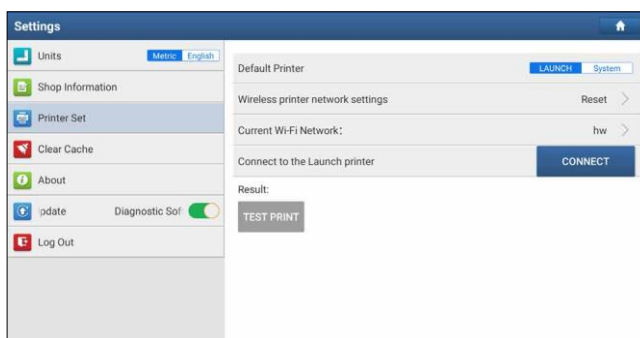 Settings
Units Metric English
Shop Information
Printer Set
Clear Cache
About
pdate Diagnostic Sof
Log Out
Default Printer LAUNCH System
Wireless printer network settings Reset
Current Wi-Fi Network: hw
Connect to the Launch printer CONNECT
Result:
TEST PRINT